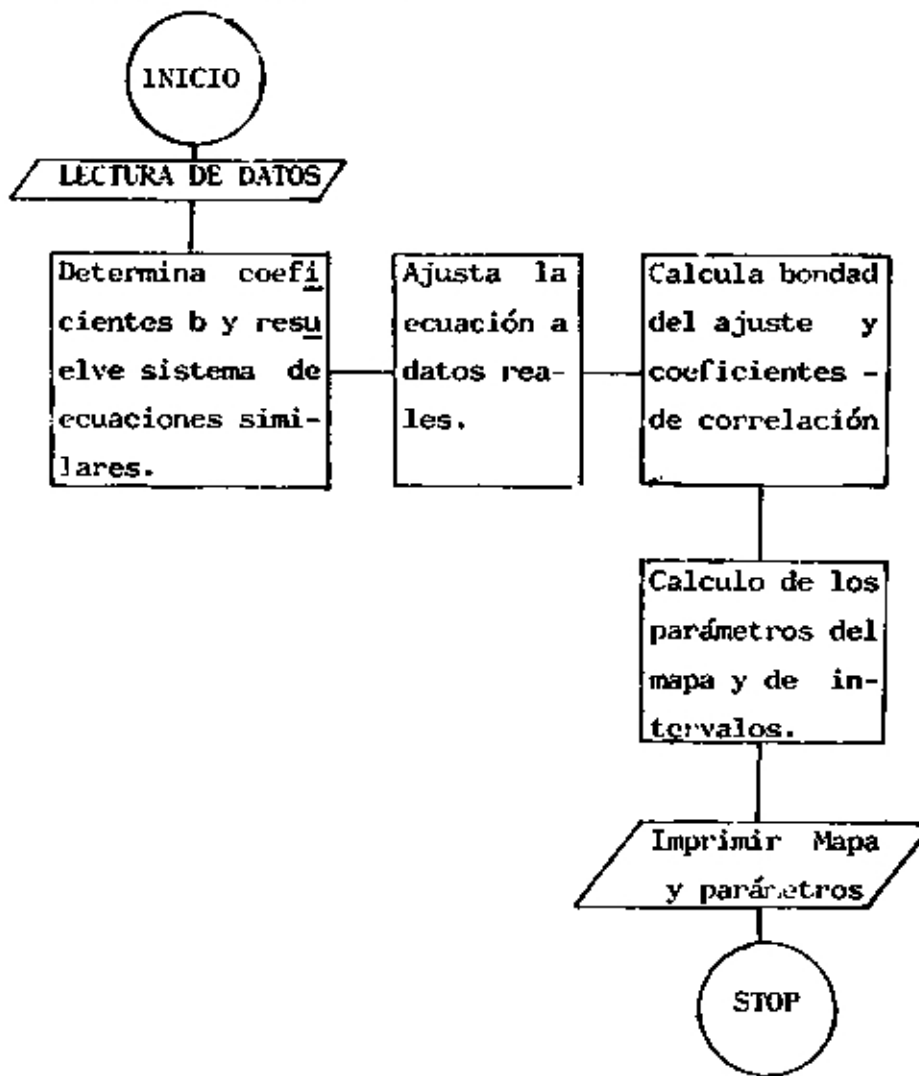 INICIO
LECTURA DE DATOS
Determina coefi
cientes b y resu
elve sistema de
ecuaciones simi-
lares.
Ajusta la
ecuación a
datos rea-
les.
Calcula bondad
del ajuste y
coeficientes -
de correlación
Calculo de los
parámetros del
mapa y de in-
tervalos.
Imprimir Mapa
y parámetros
STOP